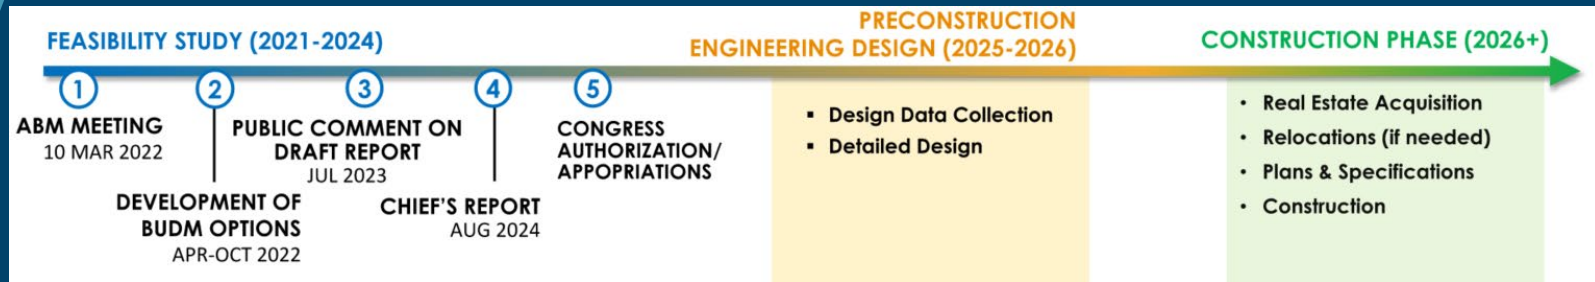 FEASIBILITY STUDY (2021-2024)
1
ABM MEETING
10 MAR 2022
2
DEVELOPMENT OF
BUDM OPTIONS
APR-OCT 2022
3
PUBLIC COMMENT ON
DRAFT REPORT
JUL 2023
4
CHIEF'S REPORT
AUG 2024
5
CONGRESS
AUTHORIZATION/
APPOPRIATIONS
PRECONSTRUCTION
ENGINEERING DESIGN (2025-2026)
▪ Design Data Collection
▪ Detailed Design
CONSTRUCTION PHASE (2026+)
• Real Estate Acquisition
• Relocations (if needed)
• Plans & Specifications
• Construction